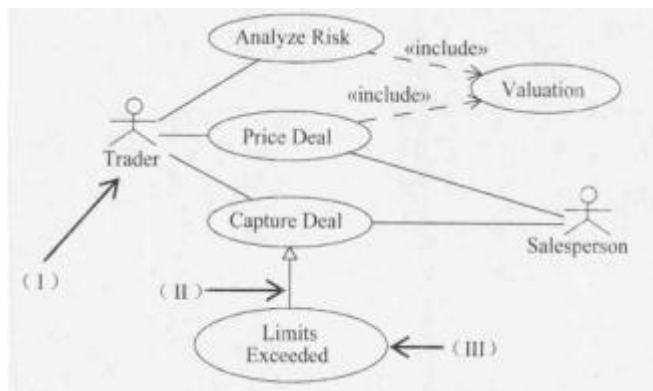 Analyze Risk
«include»
Valuation
«include»
Price Deal
Trader
Capture Deal
Salesperson
( I )
( II )
Limits
Exceeded
( III )